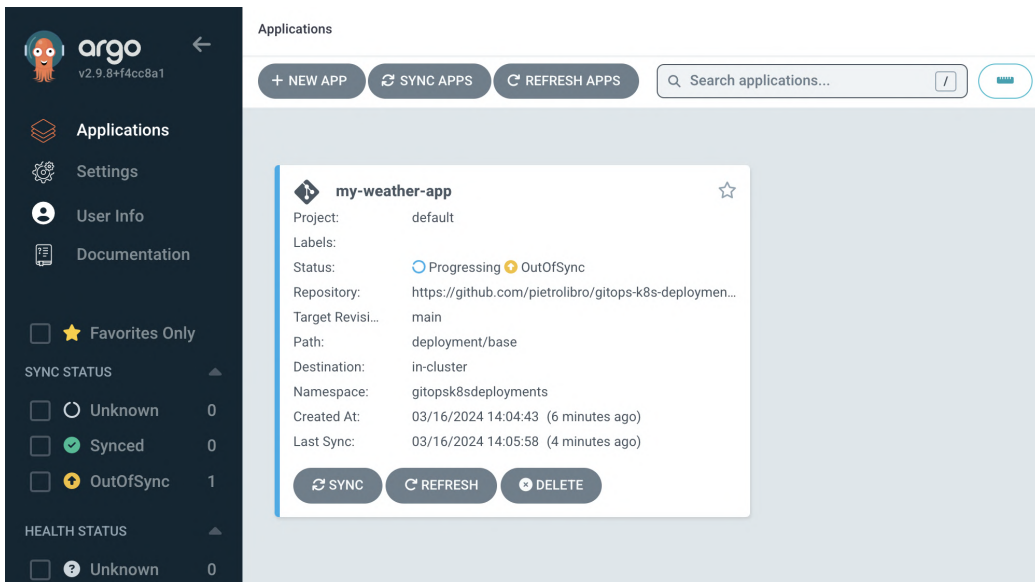 argo
v2.9.8+f4cc8a1
Applications
Settings
User Info
Documentation
Favorites Only
SYNC STATUS
Unknown 0
Synced 0
OutOfSync 1
HEALTH STATUS
Unknown 0
Applications
+ NEW APP SYNC APPS REFRESH APPS Search applications... /
my-weather-app
Project: default
Labels:
Status: Progressing OutOfSync
Repository: https://github.com/pietrolibro/gitops-k8s-deploymen...
Target Revisi... main
Path: deployment/base
Destination: in-cluster
Namespace: gitopsk8sdeployments
Created At: 03/16/2024 14:04:43 (6 minutes ago)
Last Sync: 03/16/2024 14:05:58 (4 minutes ago)
SYNC REFRESH DELETE